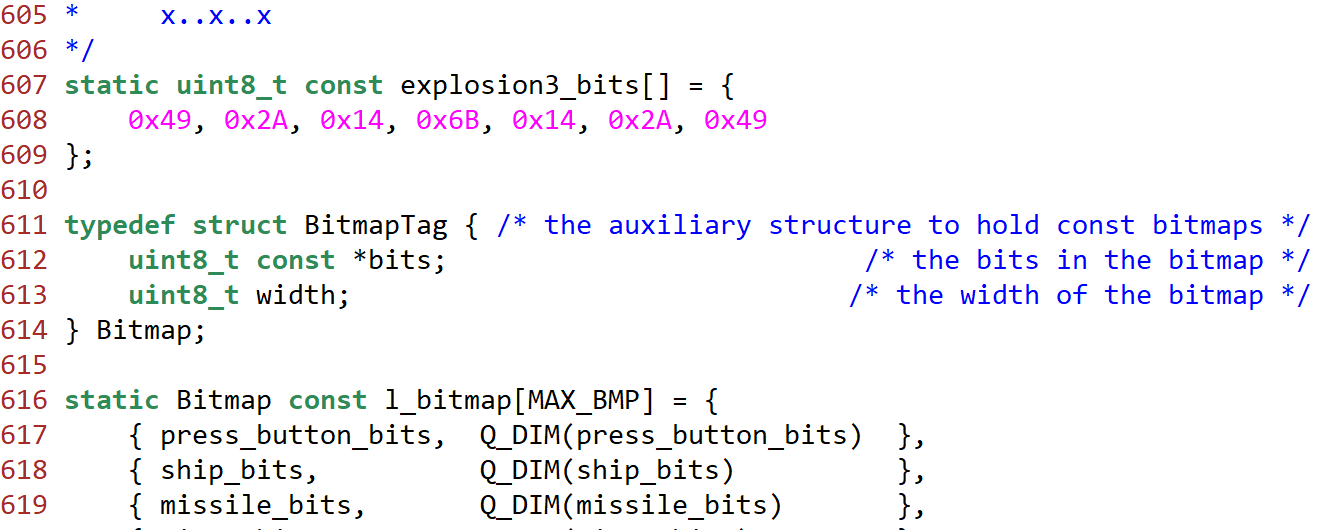 605 *     x..x..x
606 */
607 static uint8_t const explosion3_bits[] = {
608     0x49, 0x2A, 0x14, 0x6B, 0x14, 0x2A, 0x49
609 };
610
611 typedef struct BitmapTag { /* the auxiliary structure to hold const bitmaps */
612     uint8_t const *bits;                          /* the bits in the bitmap */
613     uint8_t width;                               /* the width of the bitmap */
614 } Bitmap;
615
616 static Bitmap const l_bitmap[MAX_BMP] = {
617     { press_button_bits,  Q_DIM(press_button_bits)  },
618     { ship_bits,          Q_DIM(ship_bits)          },
619     { missile_bits,       Q_DIM(missile_bits)       },